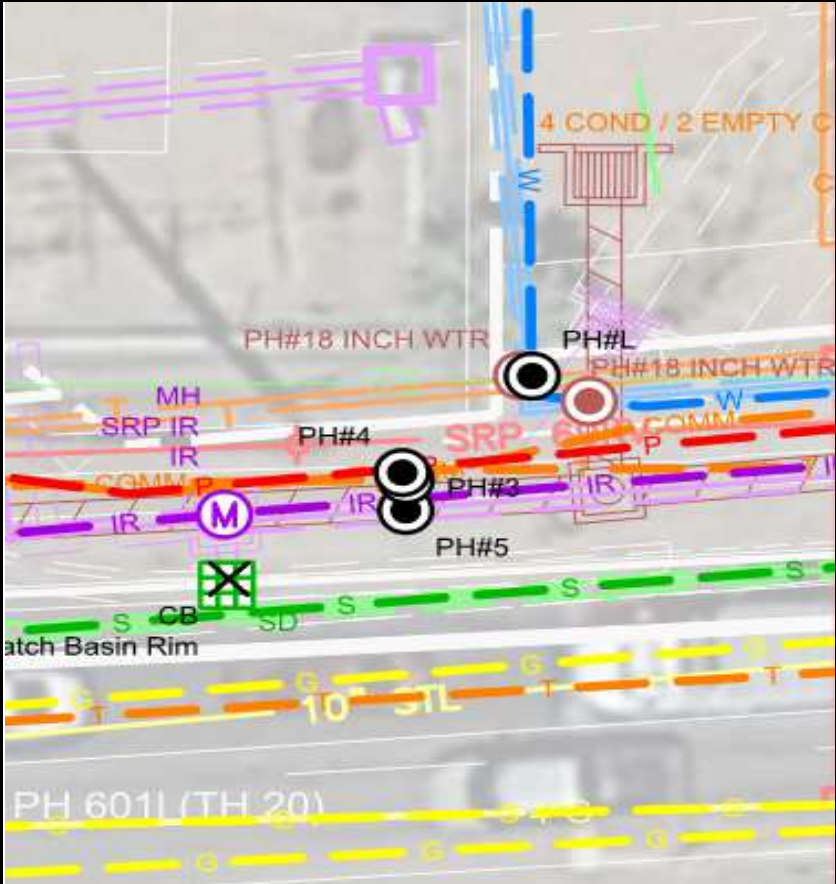 4 COND / 2 EMPTY C
W
C
PH#18 INCH WTR
PH#L
PH#18 INCH WTR
MH
W
T
T
SRP IR
COMM
PH#4
SRP
IR
P
P
COMM
P
PH#3
IR
IR
IR
M
PH#5
S
S
S
CB
S
SD
atch Basin Rim
G
G
G
T
T
T
10" STL
PH 601L(TH 20)
G
G
G
G
G
G